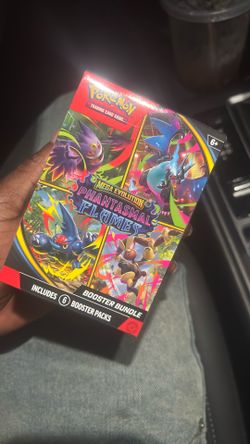 POKÉMON
TRADING CARD GAME
6+
MEGA EVOLUTION
PHANTASMAL
FLAMES
BOOSTER BUNDLE
INCLUDES 6 BOOSTER PACKS